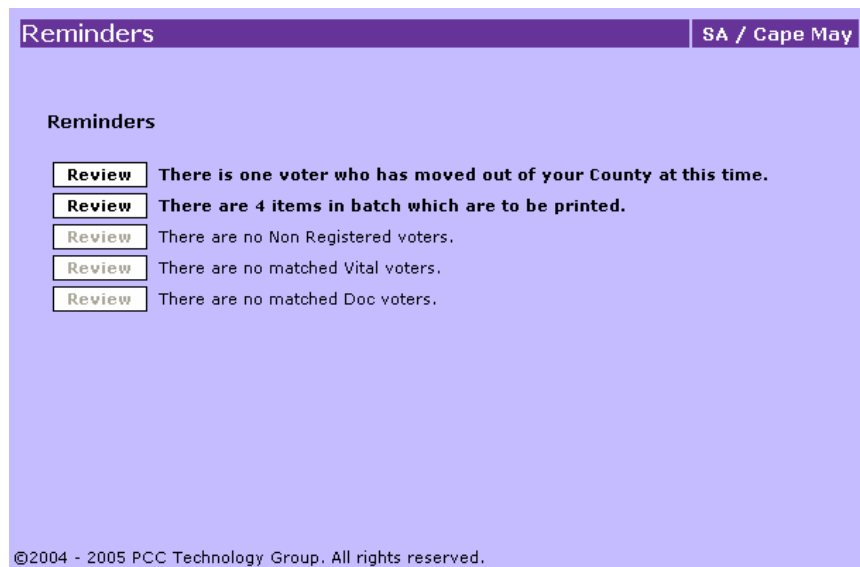 Reminders SA / Cape May
Reminders
Review There is one voter who has moved out of your County at this time.
Review There are 4 items in batch which are to be printed.
Review There are no Non Registered voters.
Review There are no matched Vital voters.
Review There are no matched Doc voters.
©2004 - 2005 PCC Technology Group. All rights reserved.